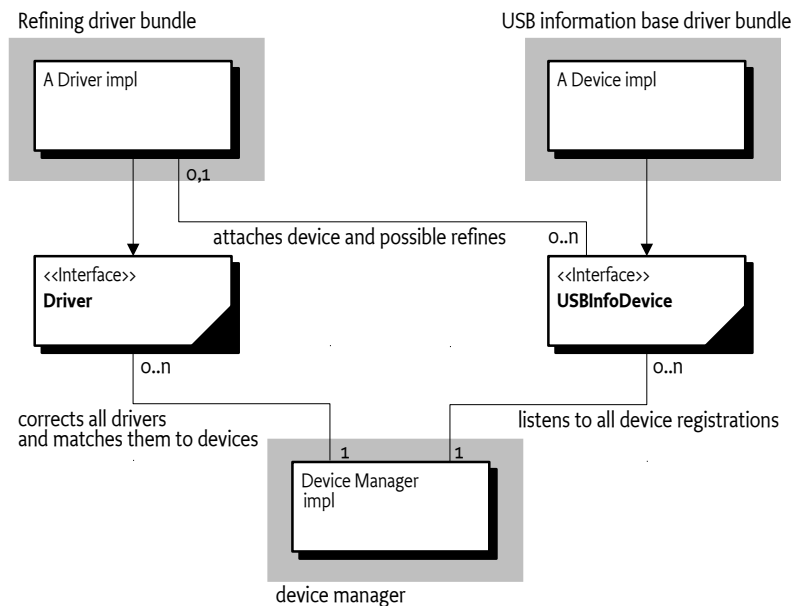 Refining driver bundle
USB information base driver bundle
A Driver impl
A Device impl
0,1
attaches device and possible refines
0..n
<<Interface>>
Driver
<<Interface>>
USBInfoDevice
0..n
0..n
corrects all drivers
and matches them to devices
listens to all device registrations
1
1
Device Manager
impl
device manager